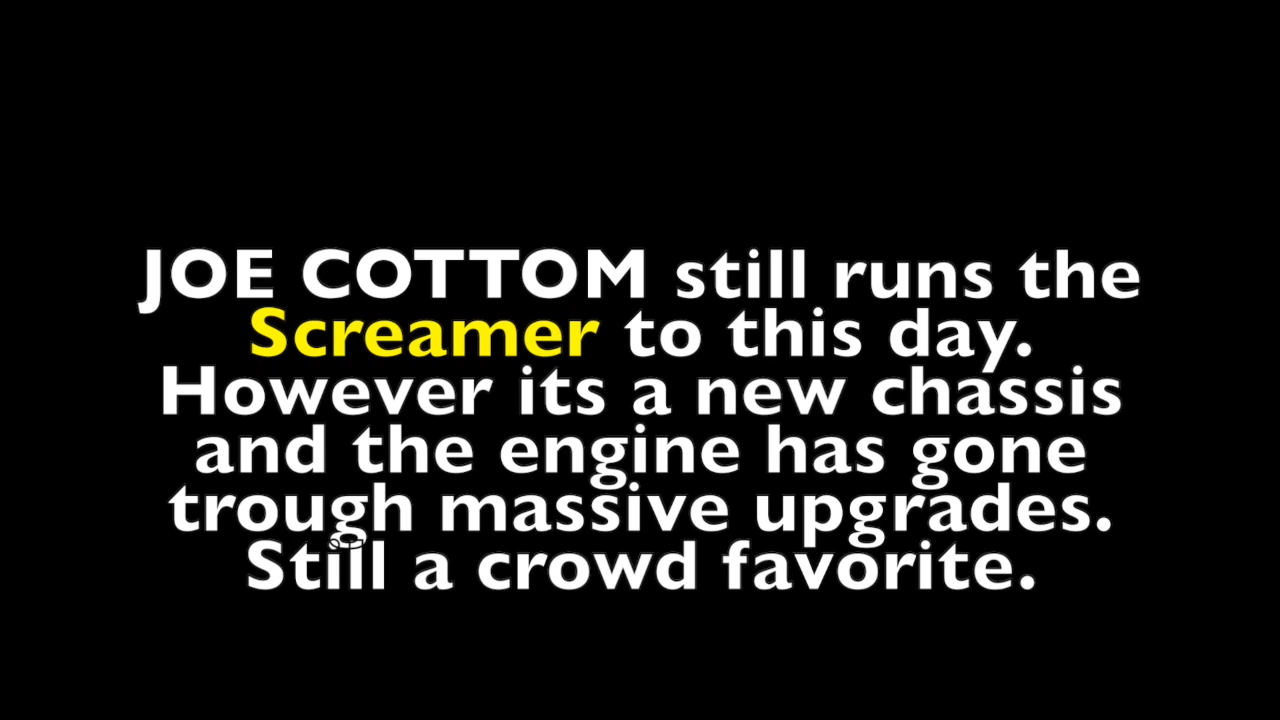 JOE COTTOM still runs the
Screamer to this day.
However its a new chassis
and the engine has gone
trough massive upgrades.
Still a crowd favorite.